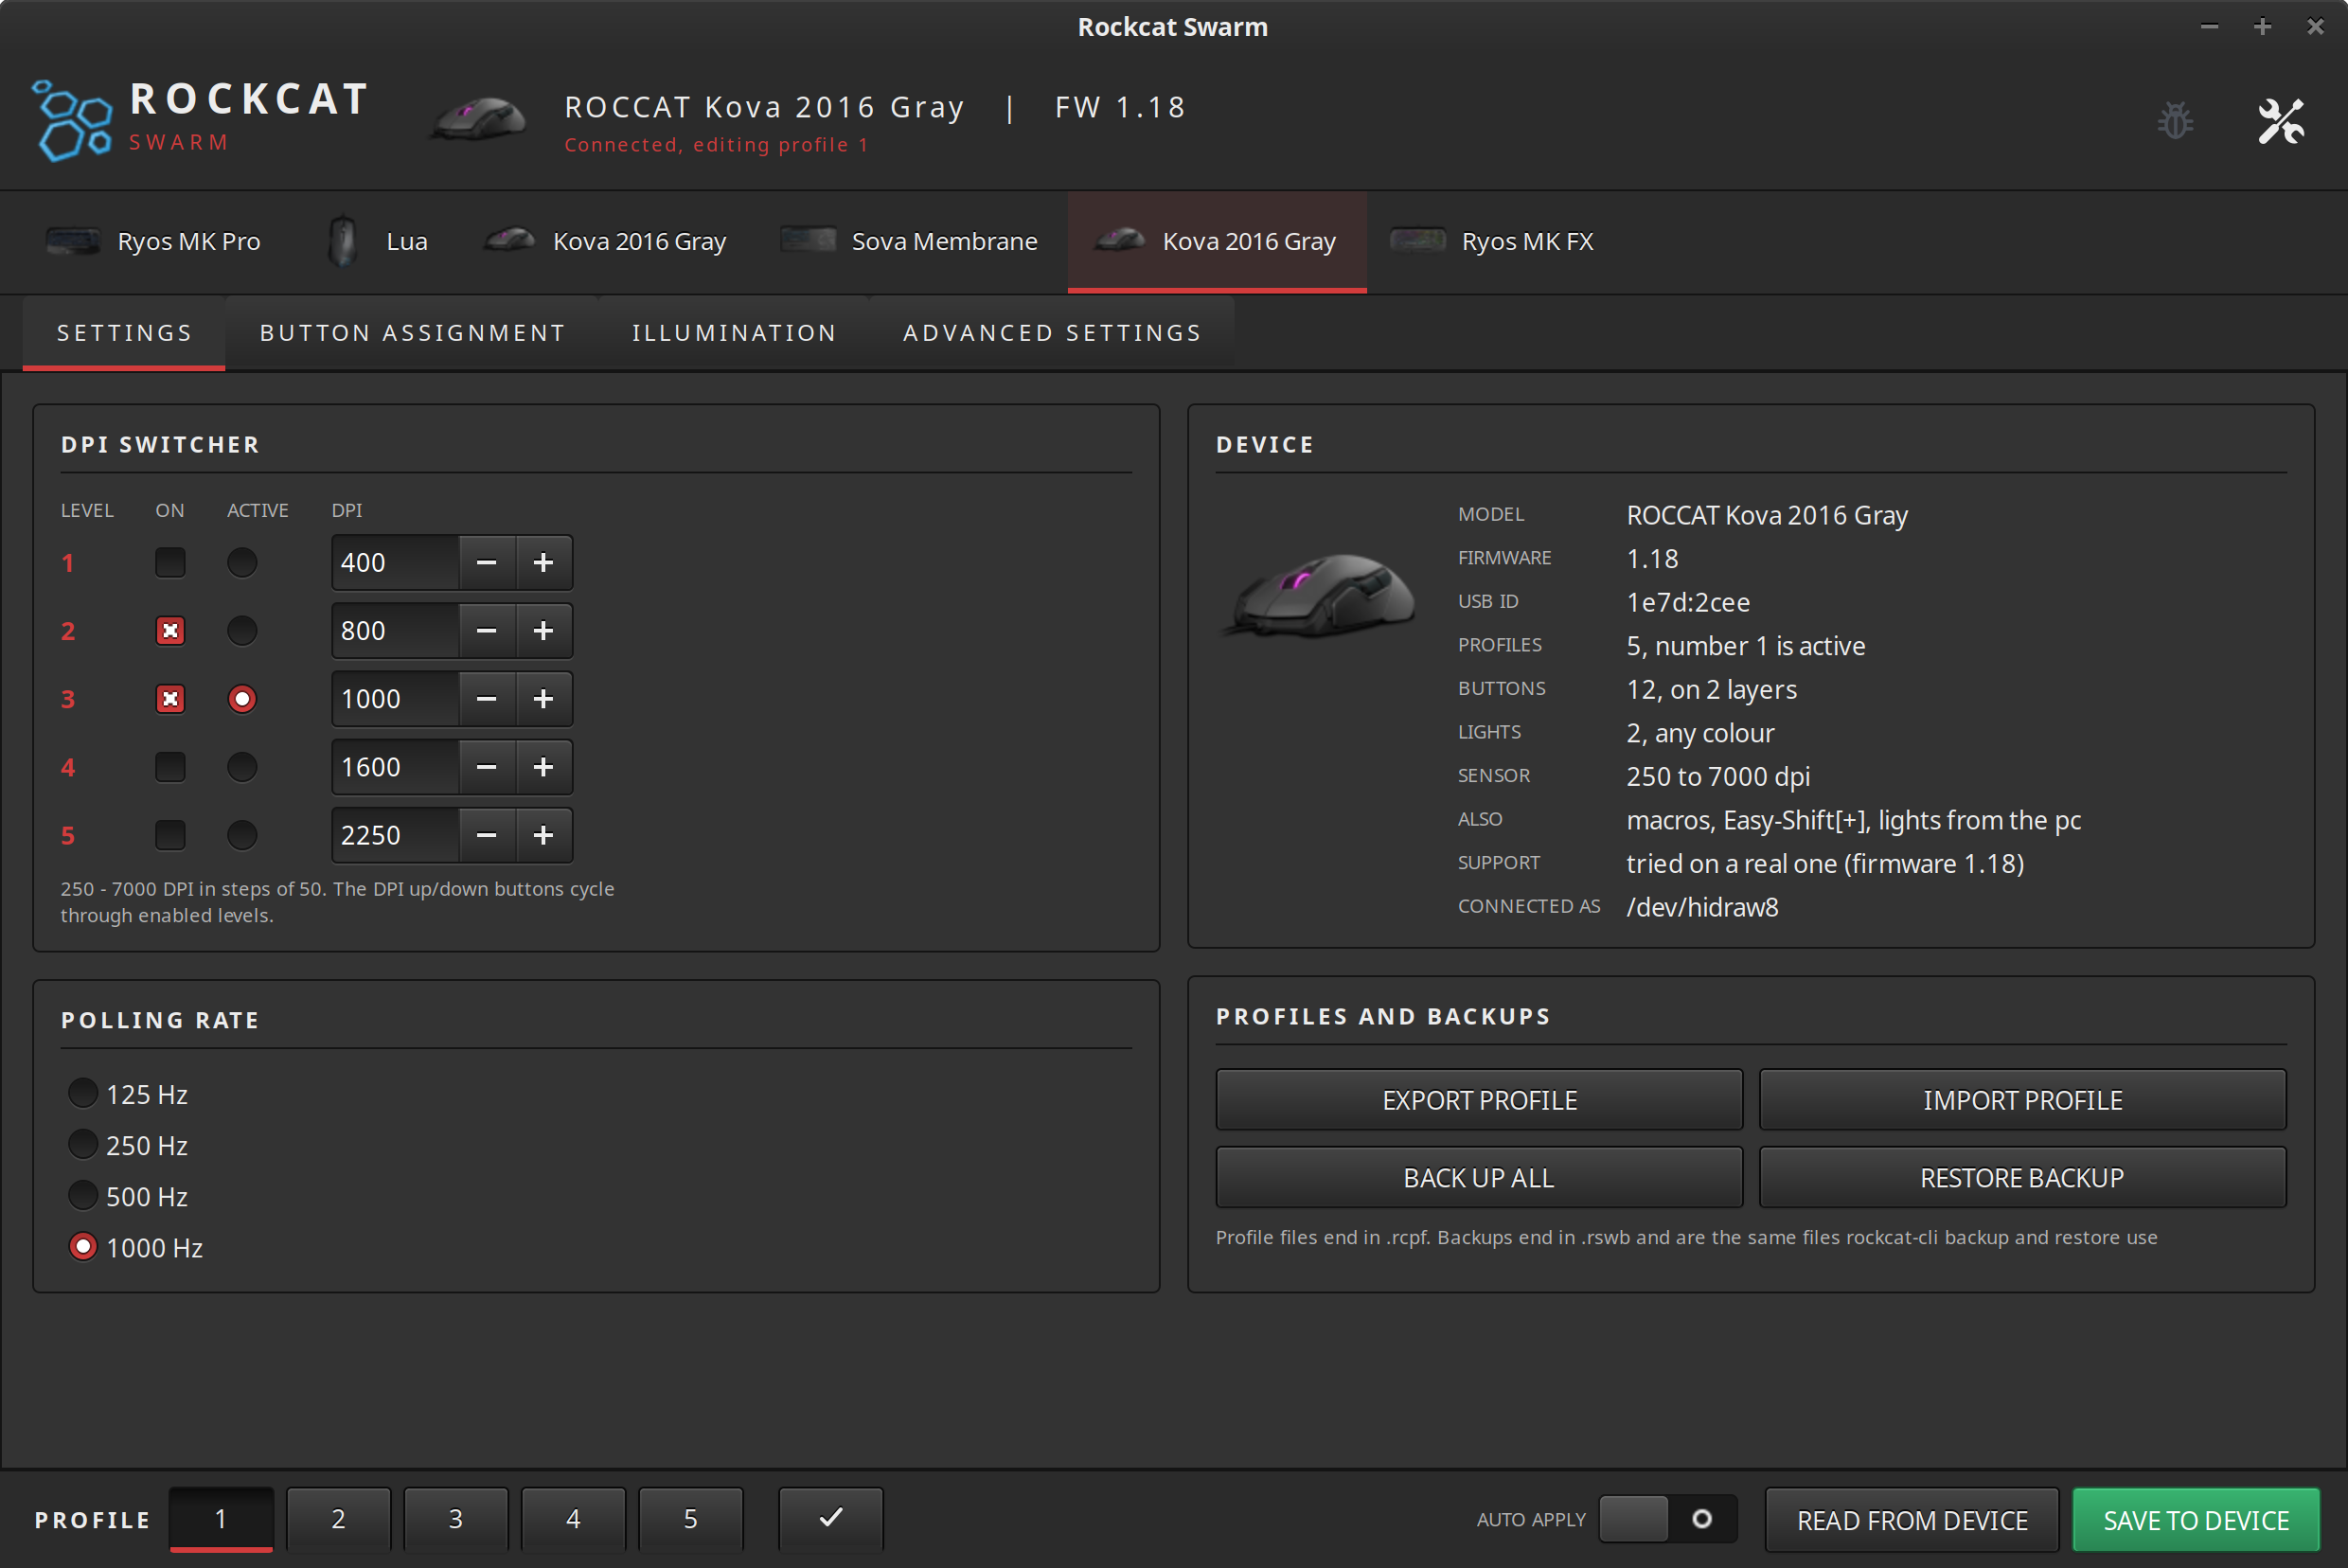 Rockcat Swarm
ROCKCAT
SWARM
ROCCAT Kova 2016 Gray | FW 1.18
Connected, editing profile 1
Ryos MK Pro
Lua
Kova 2016 Gray
Sova Membrane
Kova 2016 Gray
Ryos MK FX
SETTINGS
BUTTON ASSIGNMENT
ILLUMINATION
ADVANCED SETTINGS
DPI SWITCHER
LEVEL ON ACTIVE DPI
1 400 − +
2 800 − +
3 1000 − +
4 1600 − +
5 2250 − +
250 - 7000 DPI in steps of 50. The DPI up/down buttons cycle
through enabled levels.
POLLING RATE
125 Hz
250 Hz
500 Hz
1000 Hz
DEVICE
MODEL ROCCAT Kova 2016 Gray
FIRMWARE 1.18
USB ID 1e7d:2cee
PROFILES 5, number 1 is active
BUTTONS 12, on 2 layers
LIGHTS 2, any colour
SENSOR 250 to 7000 dpi
ALSO macros, Easy-Shift[+], lights from the pc
SUPPORT tried on a real one (firmware 1.18)
CONNECTED AS /dev/hidraw8
PROFILES AND BACKUPS
EXPORT PROFILE
IMPORT PROFILE
BACK UP ALL
RESTORE BACKUP
Profile files end in .rcpf. Backups end in .rswb and are the same files rockcat-cli backup and restore use
PROFILE 1 2 3 4 5
AUTO APPLY
READ FROM DEVICE
SAVE TO DEVICE